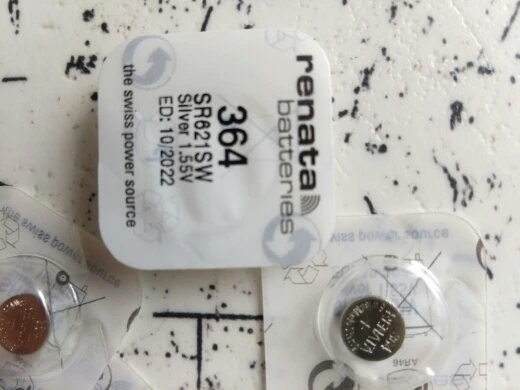 renata
batteries
364
SR621SW
Silver 1.55V
ED: 10/2022
the swiss power source
swiss power source
swiss power source